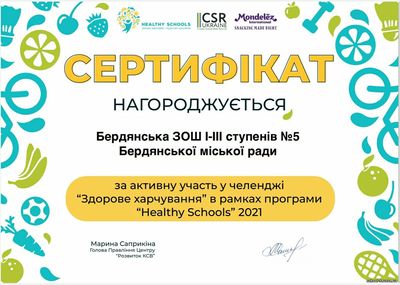 HEALTHY SCHOOLS
CSR
UKRAINE
Mondelēz
International
SNACKING MADE RIGHT
СЕРТИФІКАТ
НАГОРОДЖУЄТЬСЯ
Бердянська ЗОШ І-ІІІ ступенів №5
Бердянської міської ради
за активну участь у челенджі
“Здорове харчування” в рамках програми
“Healthy Schools” 2021
Марина Саприкіна
Голова Правління Центру
“Розвиток КСВ”